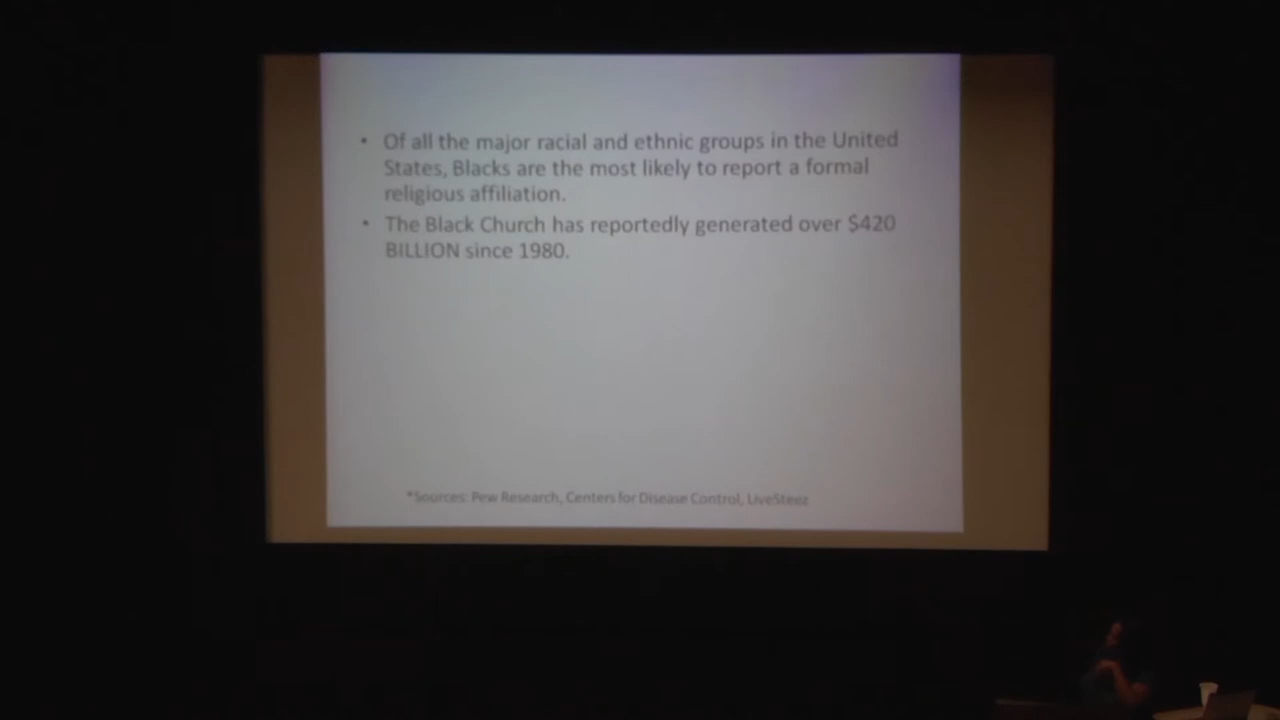 • Of all the major racial and ethnic groups in the United
States, Blacks are the most likely to report a formal
religious affiliation.
• The Black Church has reportedly generated over $420
BILLION since 1980.
*Sources: Pew Research, Centers for Disease Control, LiveSteez